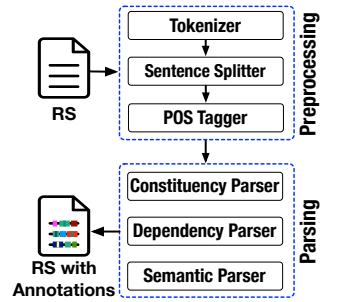 Tokenizer
Sentence Splitter
POS Tagger
Preprocessing
RS
Constituency Parser
Dependency Parser
Semantic Parser
Parsing
RS with
Annotations